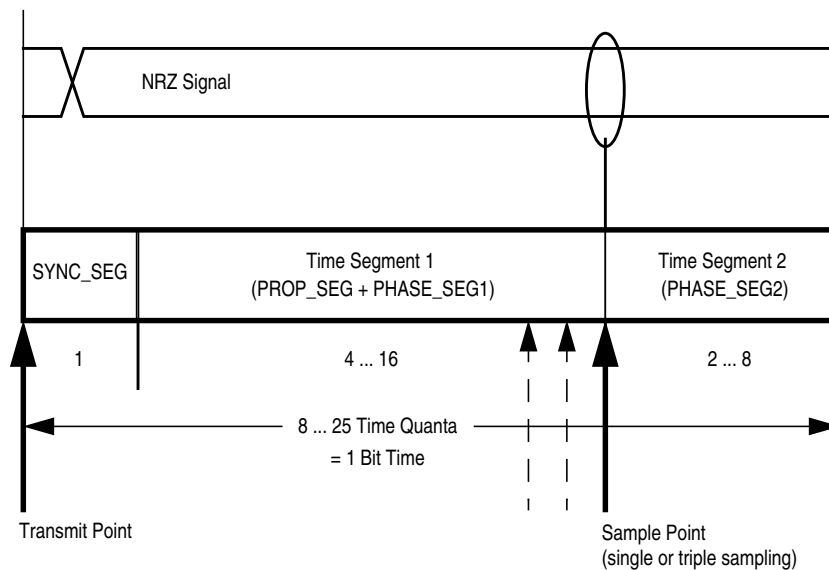 NRZ Signal
SYNC_SEG
Time Segment 1
(PROP_SEG + PHASE_SEG1)
Time Segment 2
(PHASE_SEG2)
1
4 ... 16
2 ... 8
8 ... 25 Time Quanta
= 1 Bit Time
Transmit Point
Sample Point
(single or triple sampling)